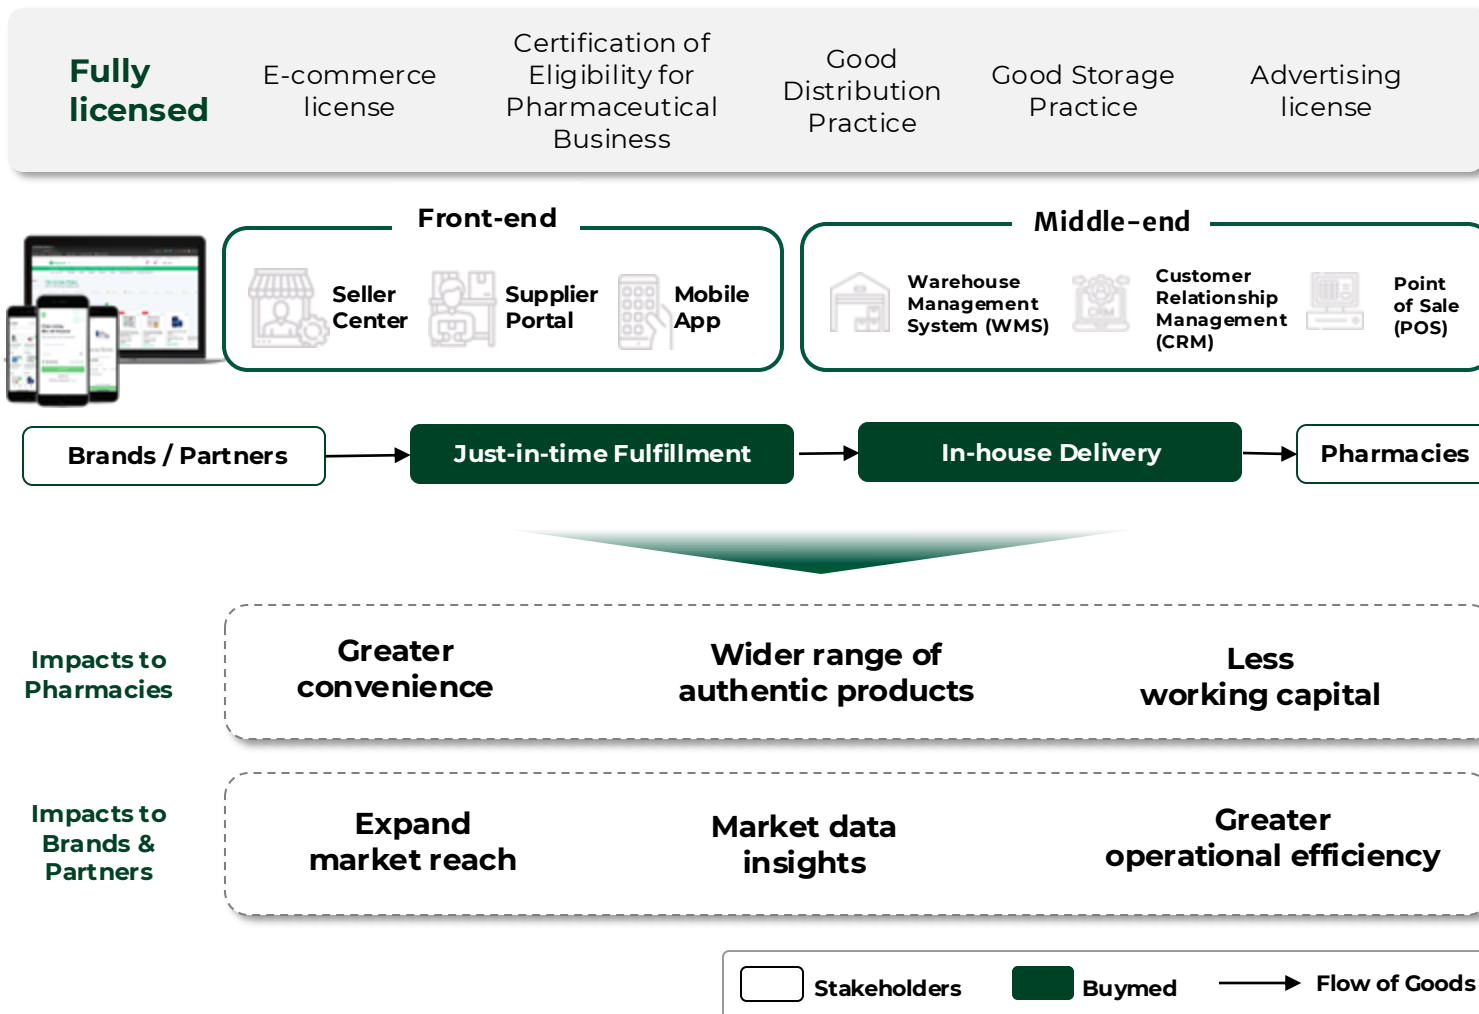 Fully
licensed
E-commerce
license
Certification of
Eligibility for
Pharmaceutical
Business
Good
Distribution
Practice
Good Storage
Practice
Advertising
license
Front-end
Seller
Center
Supplier
Portal
Mobile
App
Middle-end
Warehouse
Management
System (WMS)
CRM
Customer
Relationship
Management
(CRM)
Point
of Sale
(POS)
Brands / Partners
Just-in-time Fulfillment
In-house Delivery
Pharmacies
Impacts to
Pharmacies
Greater
convenience
Wider range of
authentic products
Less
working capital
Impacts to
Brands &
Partners
Expand
market reach
Market data
insights
Greater
operational efficiency
Stakeholders
Buymed
Flow of Goods